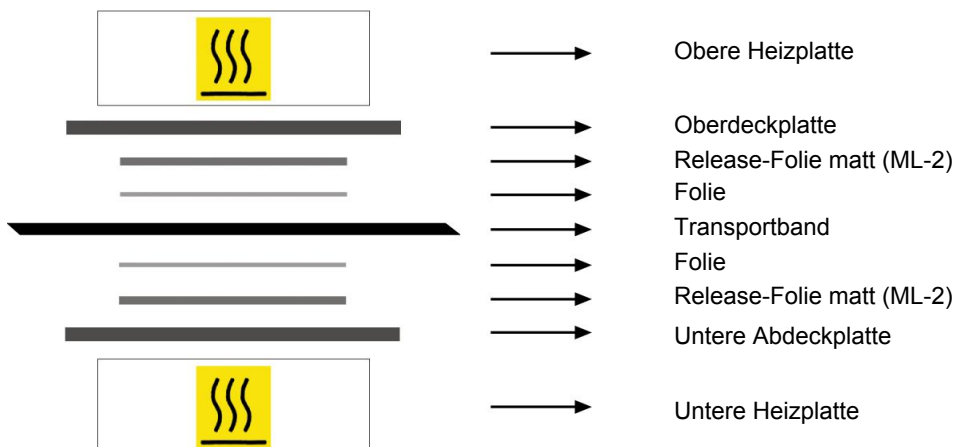 Obere Heizplatte
Oberdeckplatte
Release-Folie matt (ML-2)
Folie
Transportband
Folie
Release-Folie matt (ML-2)
Untere Abdeckplatte
Untere Heizplatte